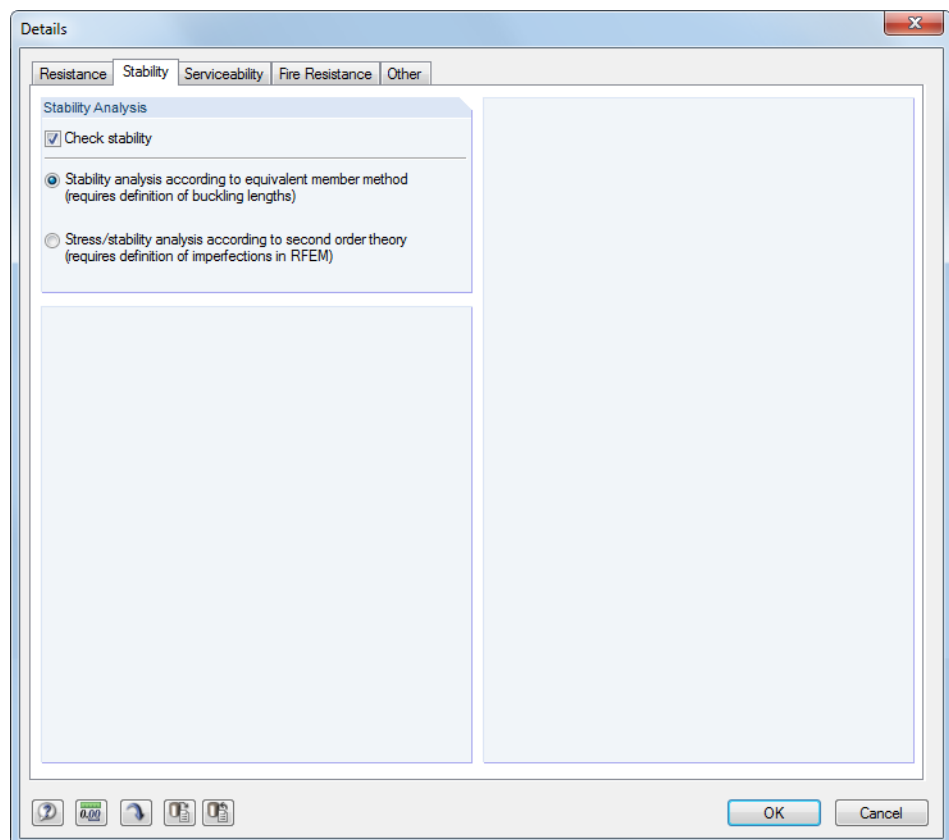 Details
Resistance Stability Serviceability Fire Resistance Other
Stability Analysis
Check stability
Stability analysis according to equivalent member method
(requires definition of buckling lengths)
Stress/stability analysis according to second order theory
(requires definition of imperfections in RFEM)
0.00
OK Cancel